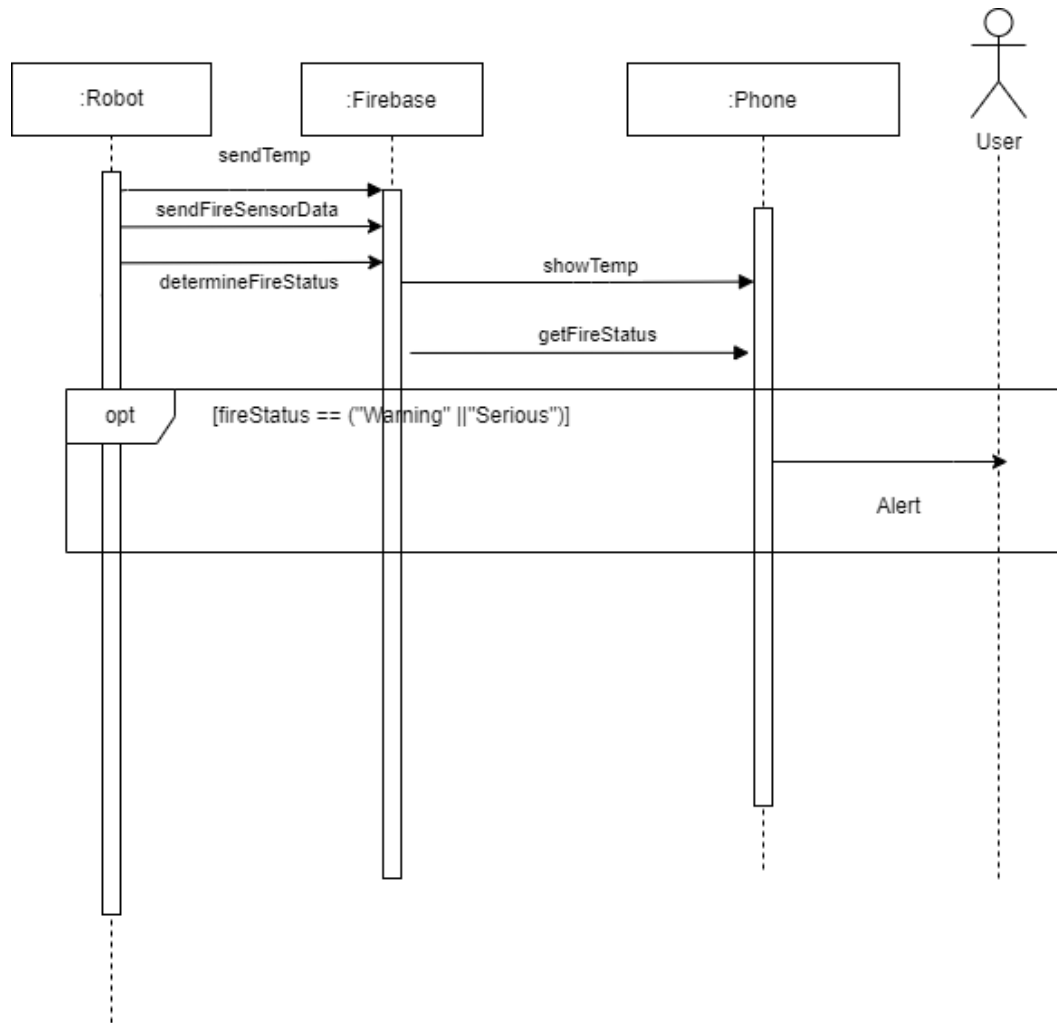 :Robot
:Firebase
:Phone
User
sendTemp
sendFireSensorData
determineFireStatus
showTemp
getFireStatus
opt
[fireStatus == ("Warning" ||"Serious")]
Alert